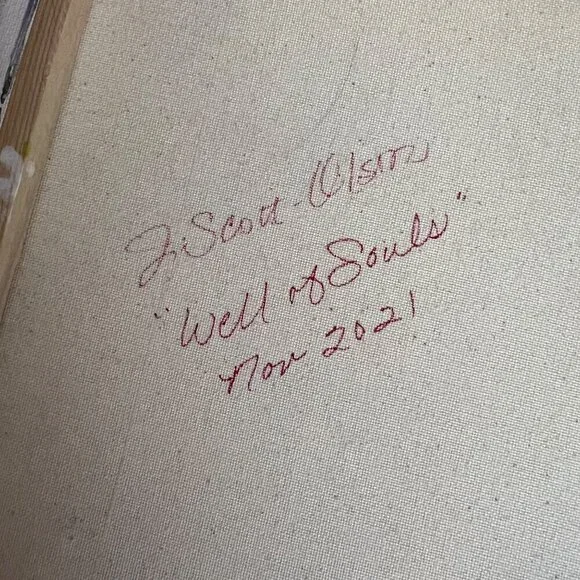 J. Scott-Olson
"Well of Souls"
Nov 2021